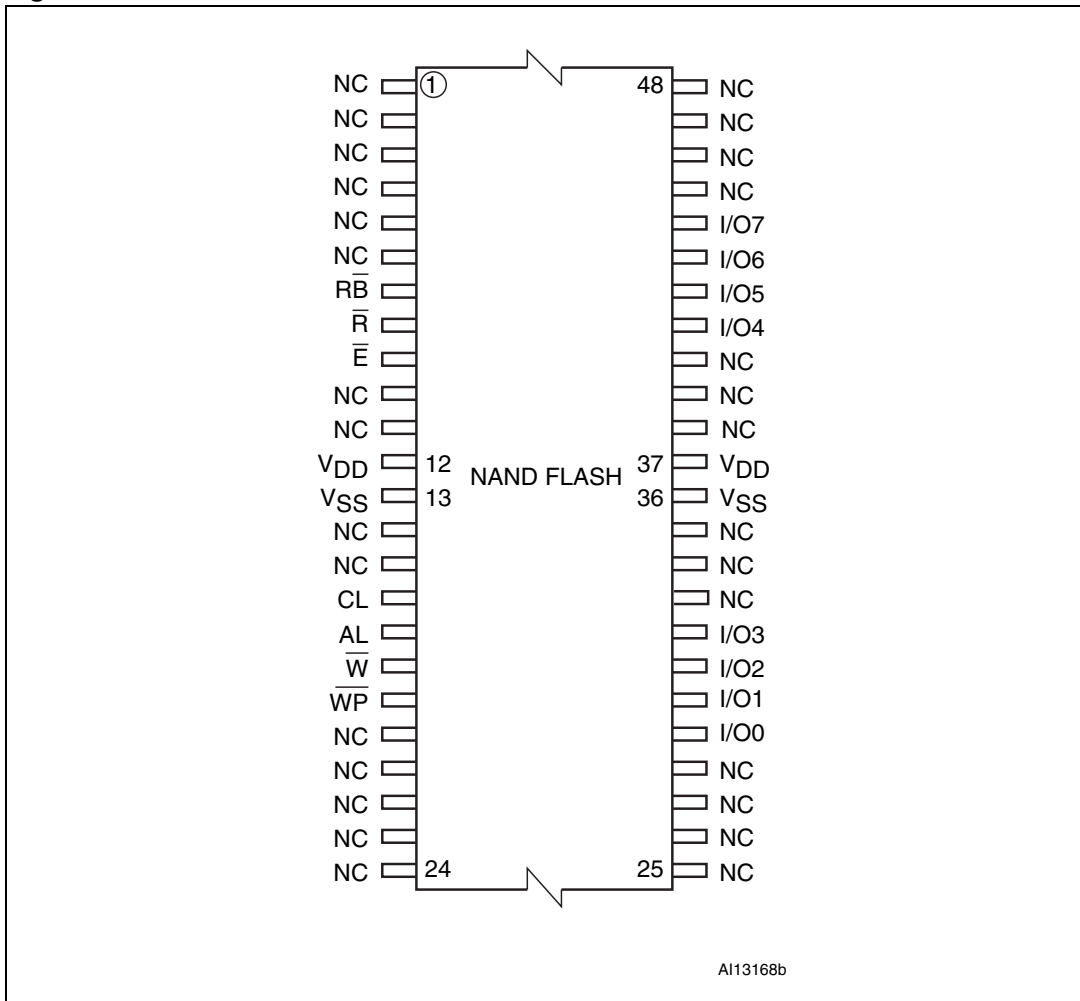 NC 1 48 NC
NC NC
NC NC
NC NC
NC I/O7
NC I/O6
RB̅ I/O5
R̅ I/O4
E̅ NC
NC NC
NC NC
VDD 12 NAND FLASH 37 VDD
VSS 13 36 VSS
NC NC
NC NC
CL NC
AL I/O3
W̅ I/O2
W̅P̅ I/O1
NC I/O0
NC NC
NC NC
NC NC
NC 24 25 NC
AI13168b